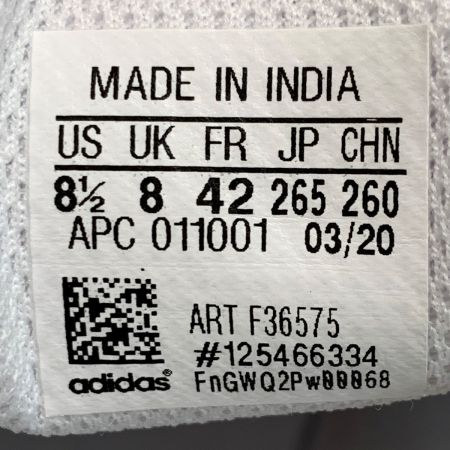 MADE IN INDIA
US UK FR JP CHN
8½ 8 42 265 260
APC 011001 03/20
ART F36575
#125466334
adidas FnGWQ2Pw00068